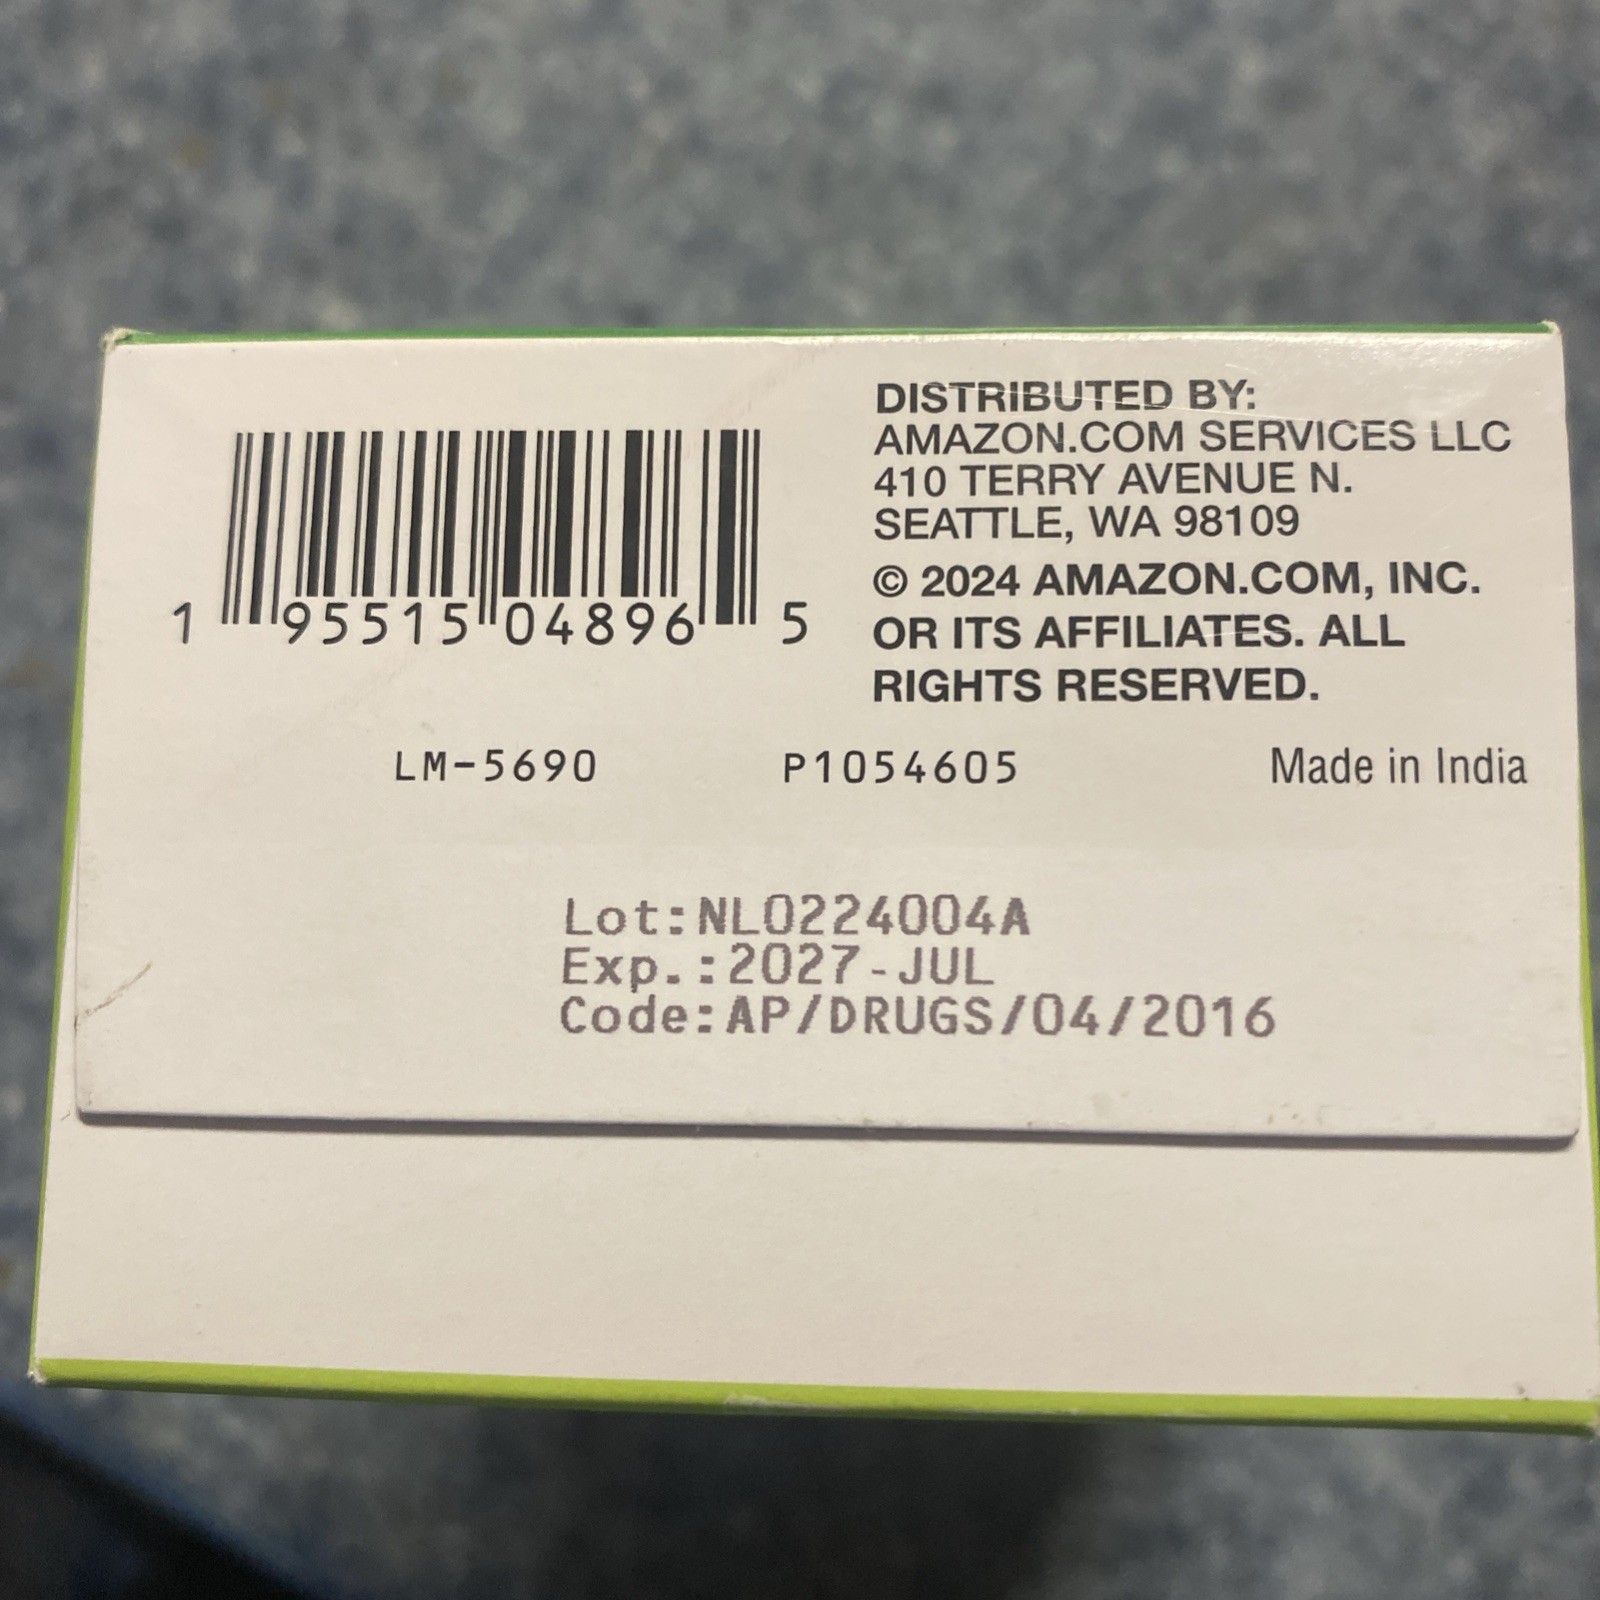 DISTRIBUTED BY:
AMAZON.COM SERVICES LLC
410 TERRY AVENUE N.
SEATTLE, WA 98109
© 2024 AMAZON.COM, INC.
OR ITS AFFILIATES. ALL
RIGHTS RESERVED.
1 95515 04896 5
LM-5690 P1054605 Made in India
Lot:NL0224004A
Exp.:2027-JUL
Code:AP/DRUGS/04/2016